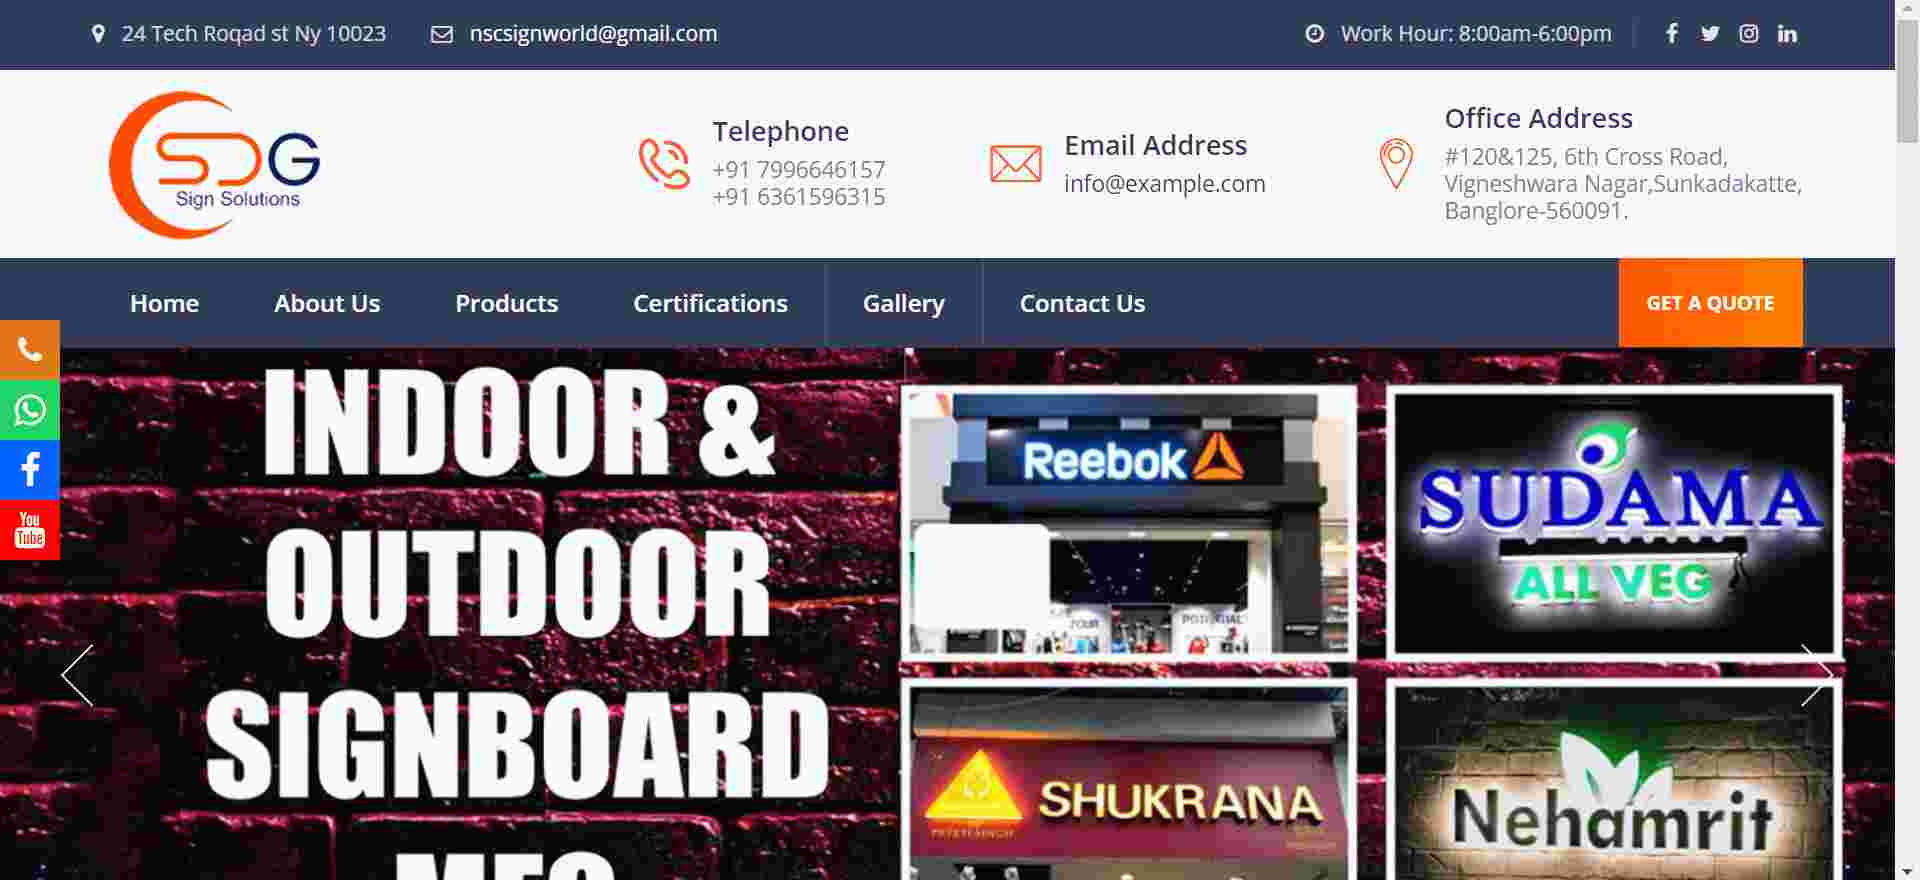 24 Tech Roqad st Ny 10023
nscsignworld@gmail.com
Work Hour: 8:00am-6:00pm
SDG
Sign Solutions
Telephone
+91 7996646157
+91 6361596315
Email Address
info@example.com
Office Address
#120&125, 6th Cross Road,
Vigneshwara Nagar,Sunkadakatte,
Banglore-560091.
Home
About Us
Products
Certifications
Gallery
Contact Us
GET A QUOTE
You
Tube
INDOOR &
OUTDOOR
SIGNBOARD
MFG
Reebok
SUDAMA
ALL VEG
SHUKRANA
Nehamrit